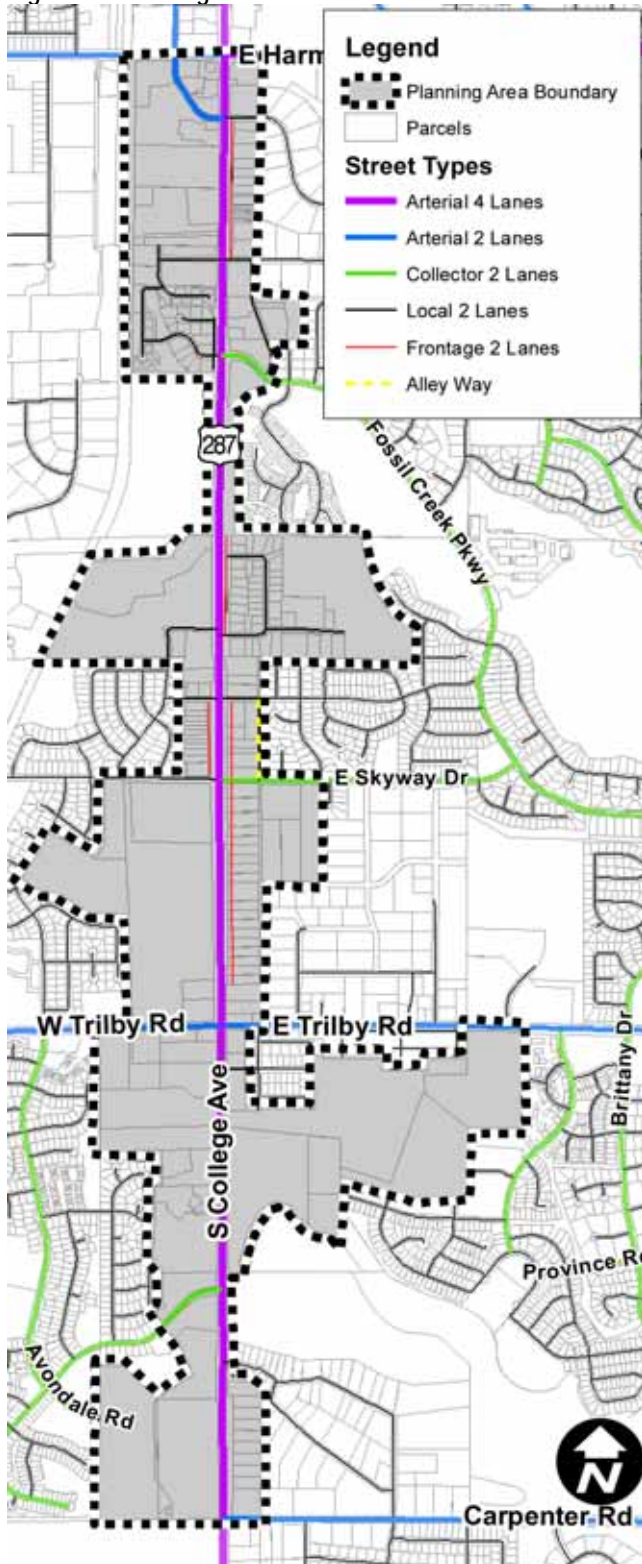 E Harm
Legend
Planning Area Boundary
Parcels
Street Types
Arterial 4 Lanes
Arterial 2 Lanes
Collector 2 Lanes
Local 2 Lanes
Frontage 2 Lanes
Alley Way
287
Fossil Creek Pkwy
E Skyway Dr
W Trilby Rd
E Trilby Rd
Brittany Dr
S College Ave
Province Rd
Avondale Rd
N
Carpenter Rd